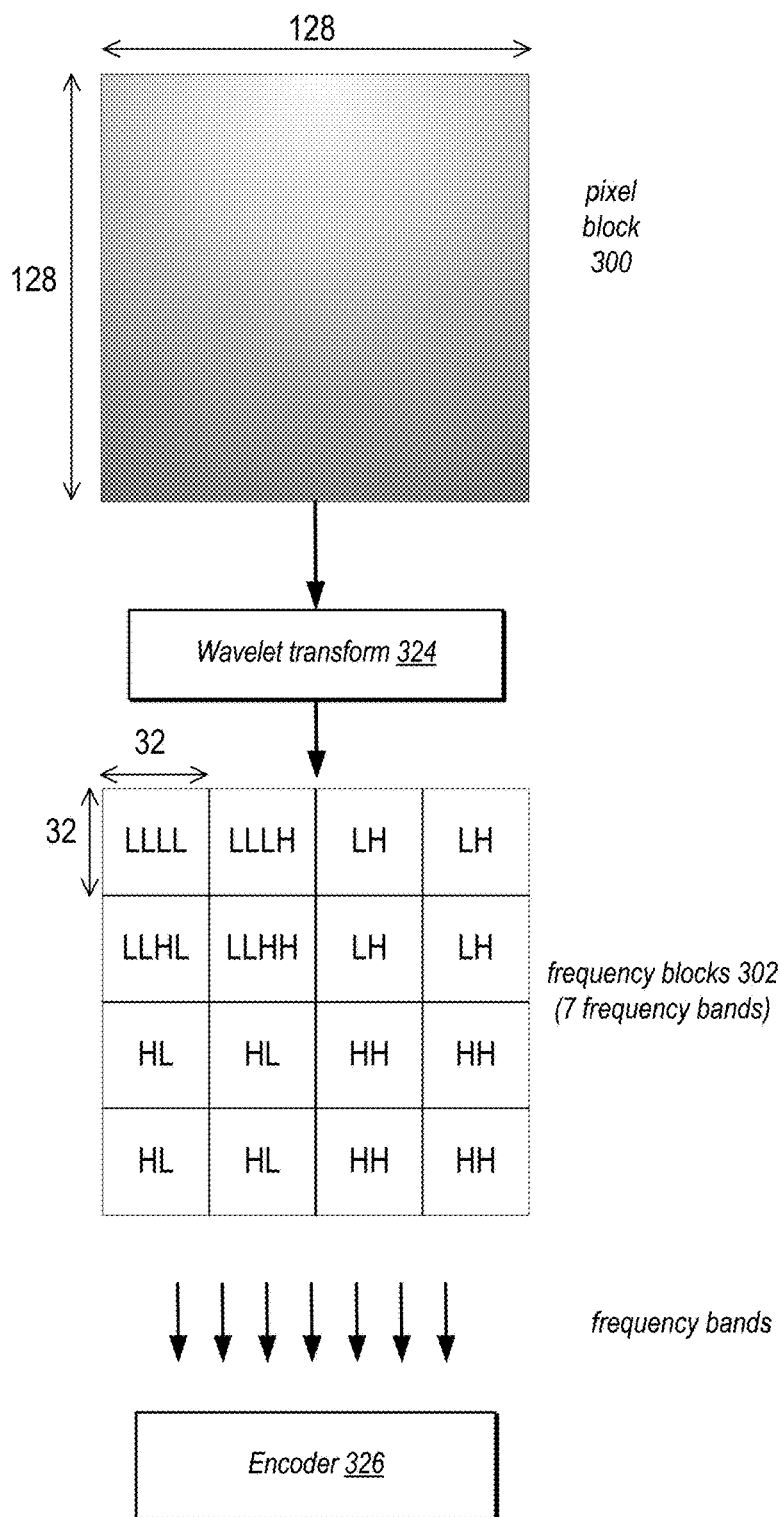 128
128
pixel
block
300
Wavelet transform 324
32
32
LLLL LLLH LH LH
LLHL LLHH LH LH
HL HL HH HH
HL HL HH HH
frequency blocks 302
(7 frequency bands)
frequency bands
Encoder 326